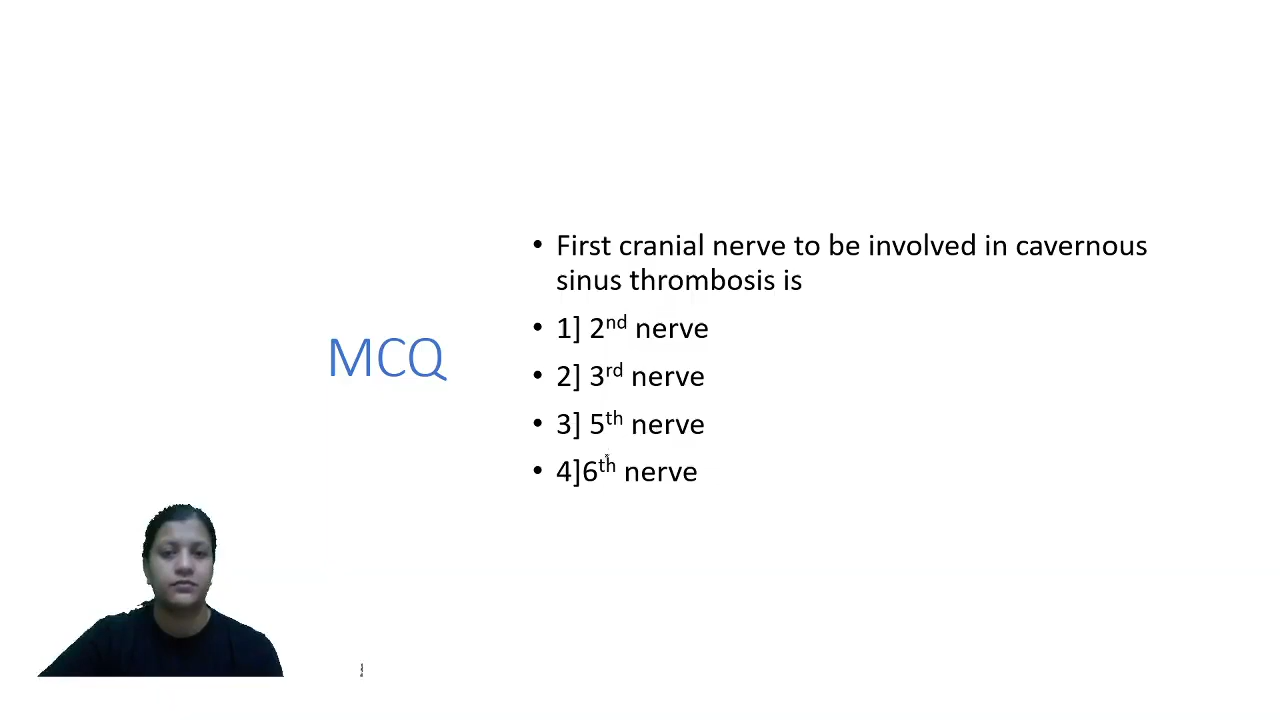 MCQ
• First cranial nerve to be involved in cavernous
sinus thrombosis is
• 1] 2nd nerve
• 2] 3rd nerve
• 3] 5th nerve
• 4]6th nerve